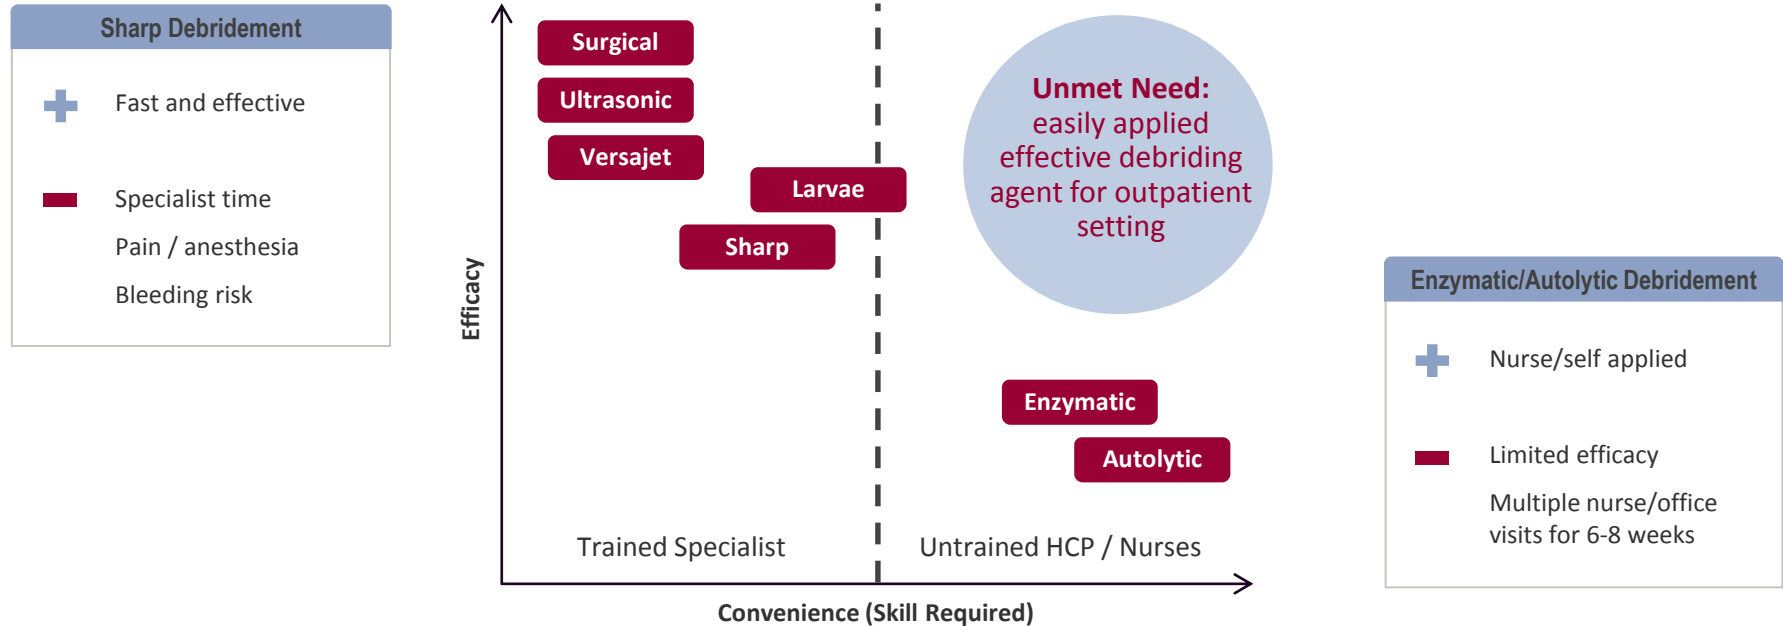 Sharp Debridement
Fast and effective
Specialist time
Pain / anesthesia
Bleeding risk
Efficacy
Surgical
Ultrasonic
Versajet
Larvae
Sharp
Unmet Need:
easily applied
effective debriding
agent for outpatient
setting
Enzymatic
Autolytic
Trained Specialist
Untrained HCP / Nurses
Convenience (Skill Required)
Enzymatic/Autolytic Debridement
Nurse/self applied
Limited efficacy
Multiple nurse/office
visits for 6-8 weeks